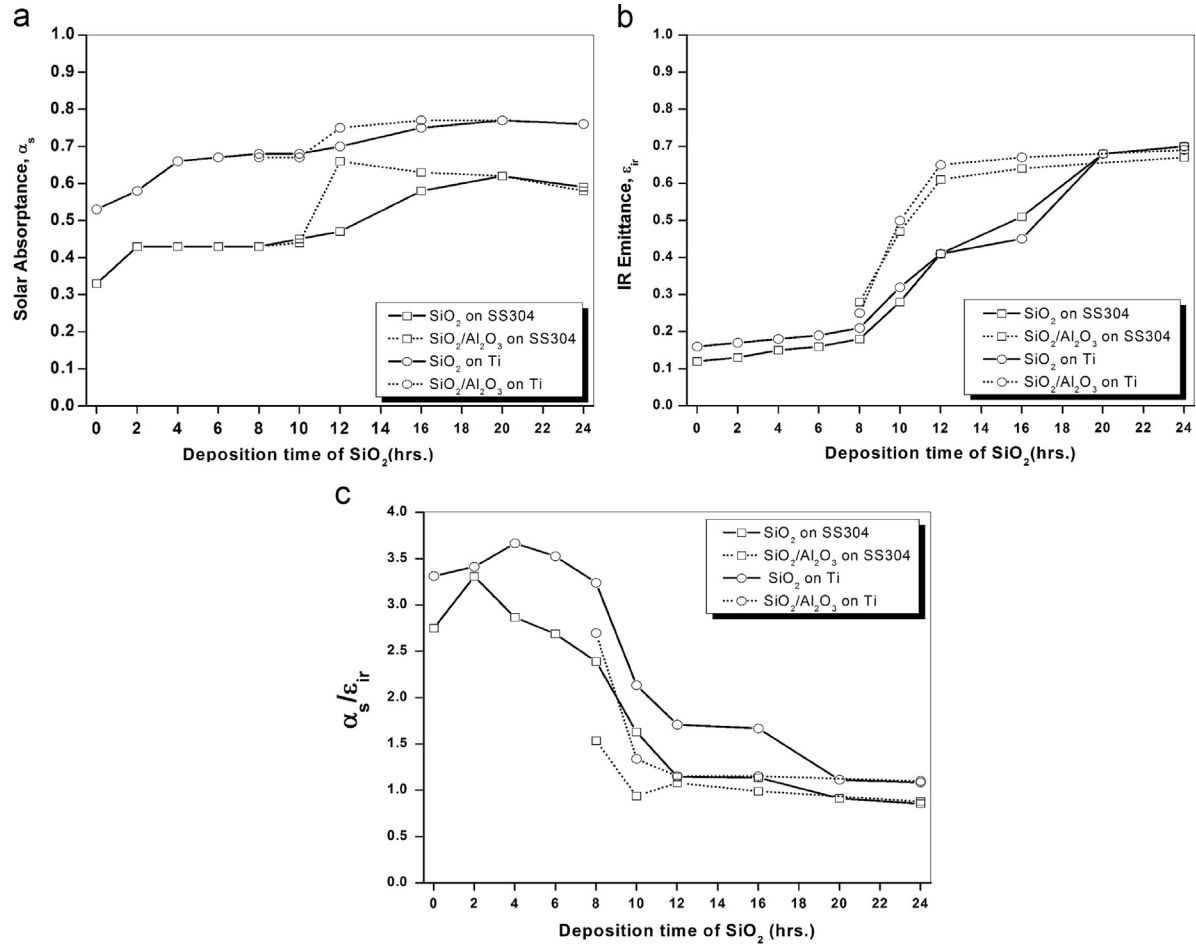 a
1.0
0.9
0.8
0.7
0.6
0.5
0.4
0.3
0.2
0.1
0.0
Solar Absorptance, αs
SiO2 on SS304
SiO2/Al2O3 on SS304
SiO2 on Ti
SiO2/Al2O3 on Ti
0 2 4 6 8 10 12 14 16 18 20 22 24
Deposition time of SiO2(hrs.)
b
1.0
0.9
0.8
0.7
0.6
0.5
0.4
0.3
0.2
0.1
0.0
IR Emittance, εir
SiO2 on SS304
SiO2/Al2O3 on SS304
SiO2 on Ti
SiO2/Al2O3 on Ti
0 2 4 6 8 10 12 14 16 18 20 22 24
Deposition time of SiO2(hrs.)
c
4.0
3.5
3.0
2.5
2.0
1.5
1.0
0.5
0.0
αs/εir
SiO2 on SS304
SiO2/Al2O3 on SS304
SiO2 on Ti
SiO2/Al2O3 on Ti
0 2 4 6 8 10 12 14 16 18 20 22 24
Deposition time of SiO2 (hrs.)